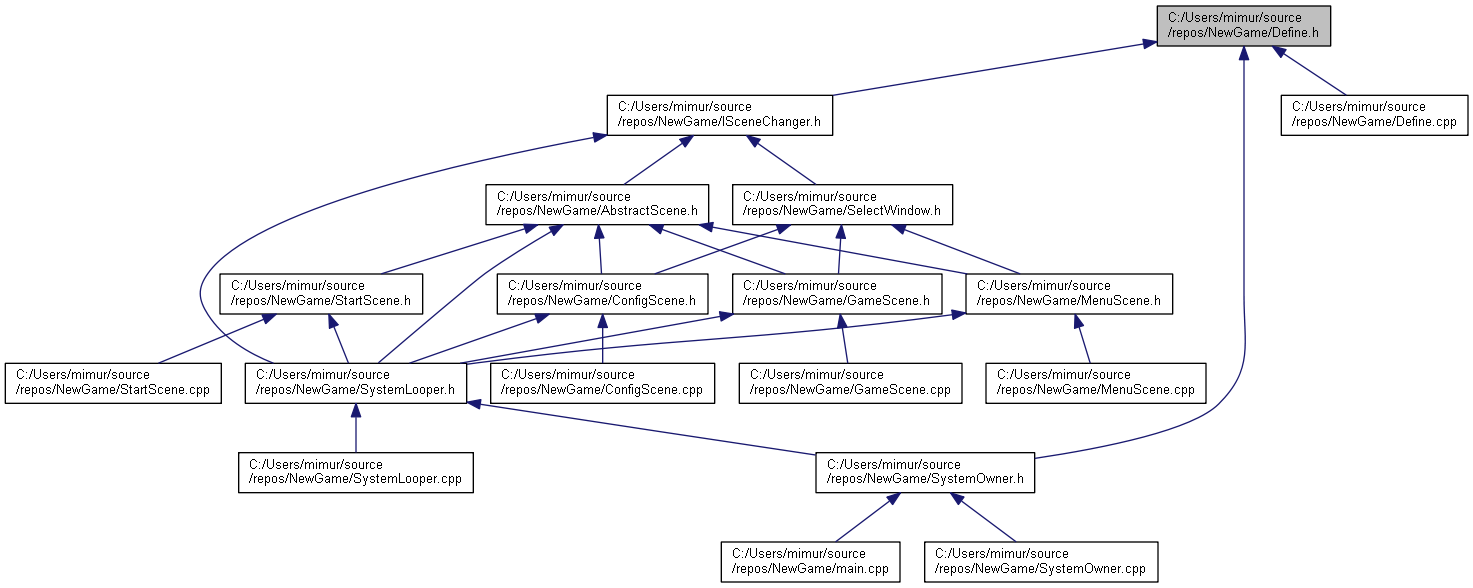 C:/Users/mimur/source
/repos/NewGame/Define.h
C:/Users/mimur/source
/repos/NewGame/ISceneChanger.h
C:/Users/mimur/source
/repos/NewGame/Define.cpp
C:/Users/mimur/source
/repos/NewGame/AbstractScene.h
C:/Users/mimur/source
/repos/NewGame/SelectWindow.h
C:/Users/mimur/source
/repos/NewGame/StartScene.h
C:/Users/mimur/source
/repos/NewGame/ConfigScene.h
C:/Users/mimur/source
/repos/NewGame/GameScene.h
C:/Users/mimur/source
/repos/NewGame/MenuScene.h
C:/Users/mimur/source
/repos/NewGame/StartScene.cpp
C:/Users/mimur/source
/repos/NewGame/SystemLooper.h
C:/Users/mimur/source
/repos/NewGame/ConfigScene.cpp
C:/Users/mimur/source
/repos/NewGame/GameScene.cpp
C:/Users/mimur/source
/repos/NewGame/MenuScene.cpp
C:/Users/mimur/source
/repos/NewGame/SystemLooper.cpp
C:/Users/mimur/source
/repos/NewGame/SystemOwner.h
C:/Users/mimur/source
/repos/NewGame/main.cpp
C:/Users/mimur/source
/repos/NewGame/SystemOwner.cpp